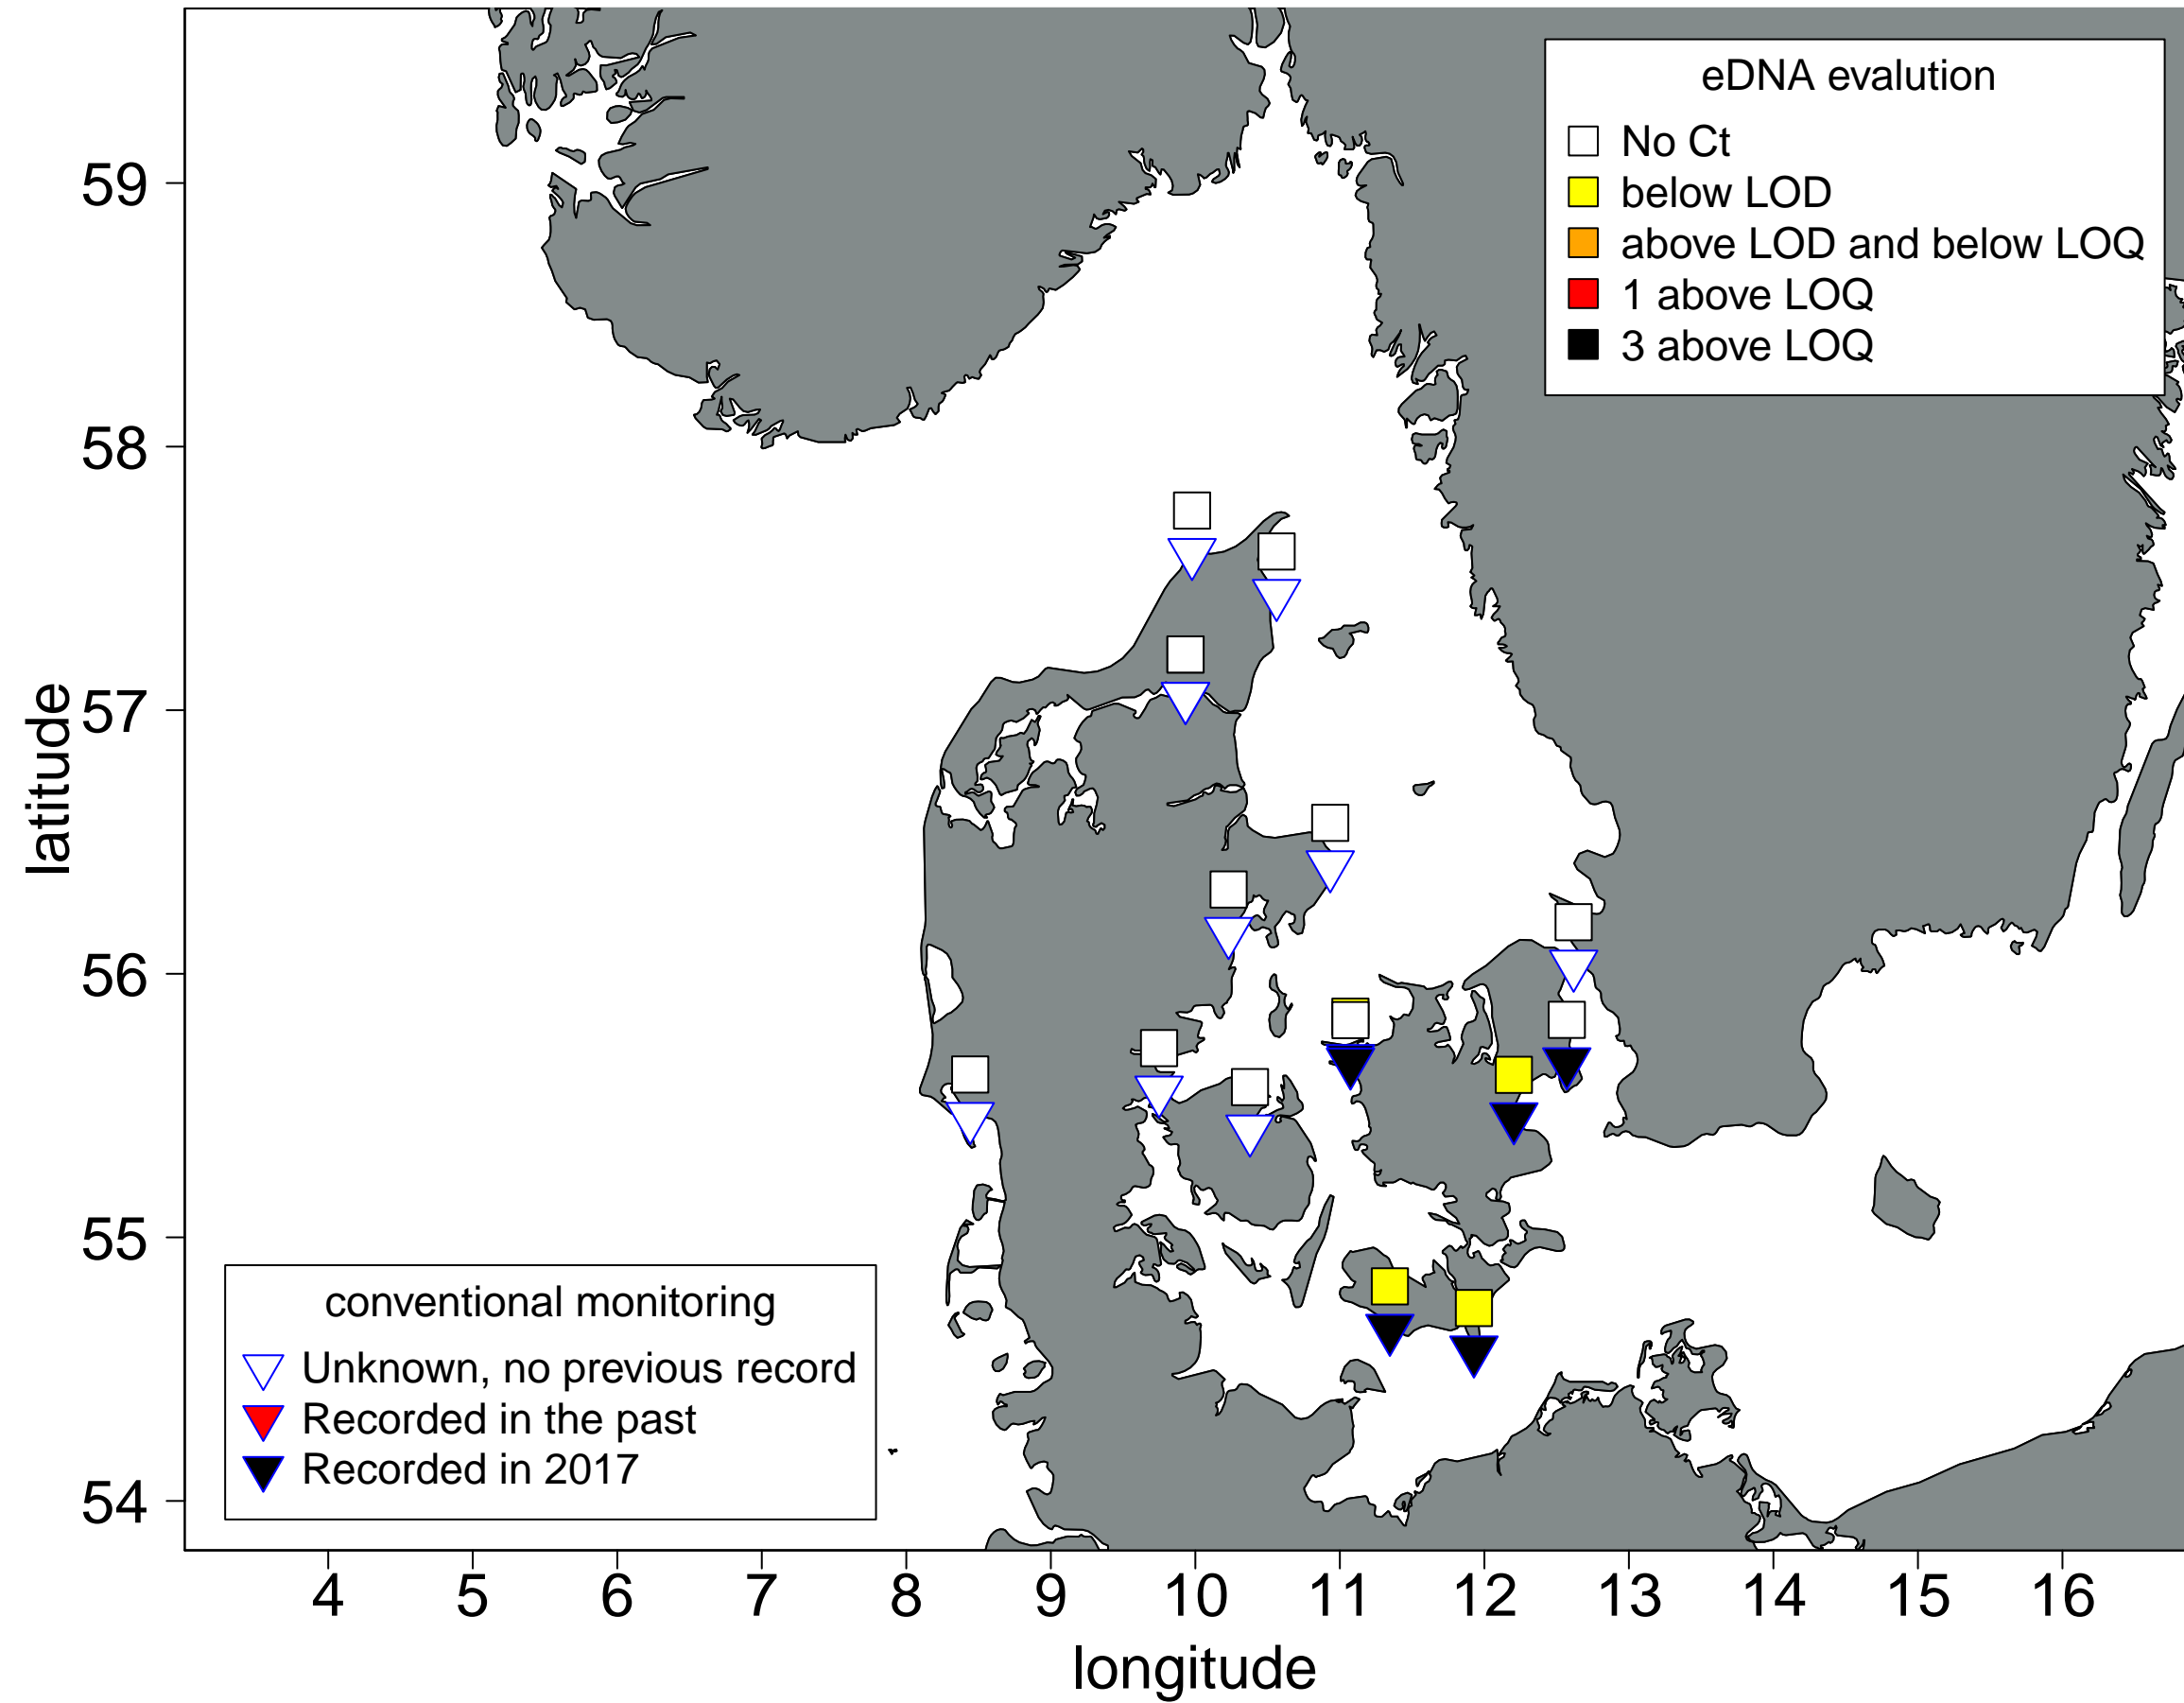 eDNA evalution
No Ct
below LOD
above LOD and below LOQ
1 above LOQ
3 above LOQ
59
58
57
56
55
54
latitude
conventional monitoring
Unknown, no previous record
Recorded in the past
Recorded in 2017
4 5 6 7 8 9 10 11 12 13 14 15 16
longitude